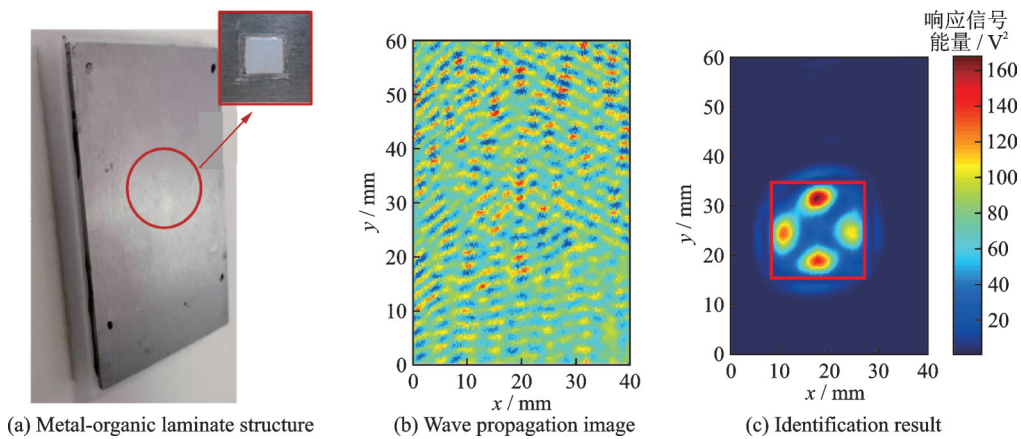 响应信号
能量 / V²
60
50
40
30
20
10
0
y / mm
0 10 20 30 40
x / mm
60
50
40
30
20
10
0
y / mm
0 10 20 30 40
x / mm
160
140
120
100
80
60
40
20
(a) Metal-organic laminate structure
(b) Wave propagation image
(c) Identification result